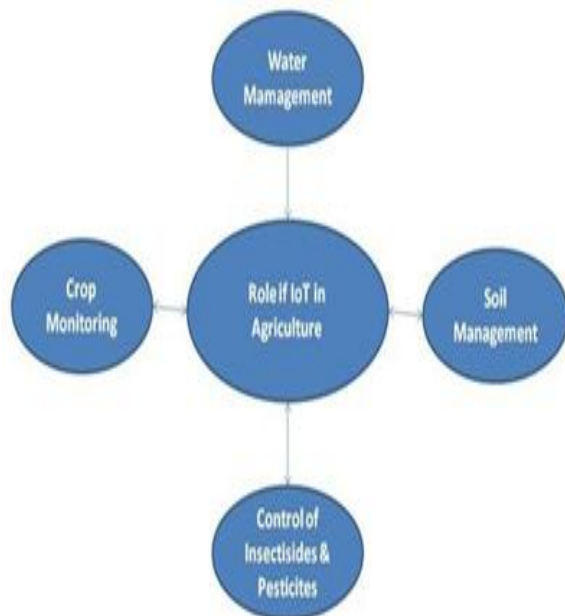 Water
Mamagement
Crop
Monitoring
Role if IoT in
Agriculture
Soil
Management
Control of
Insectisides &
Pesticites